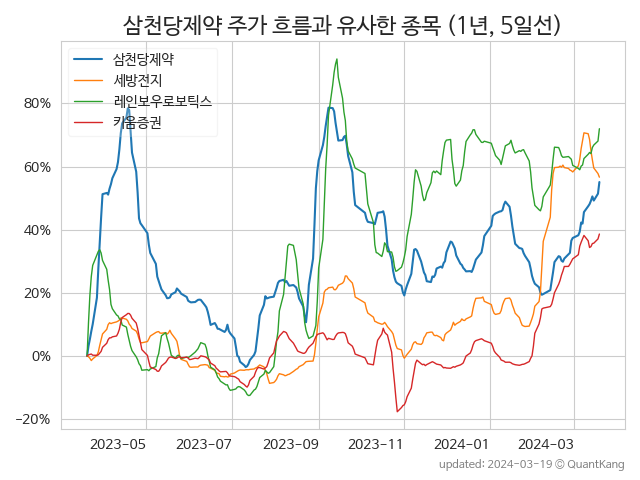 삼천당제약 주가 흐름과 유사한 종목 (1년, 5일선)
삼천당제약
세방전지
레인보우로보틱스
키움증권
80%
60%
40%
20%
0%
−20%
2023-05 2023-07 2023-09 2023-11 2024-01 2024-03
updated: 2024-03-19 © QuantKang